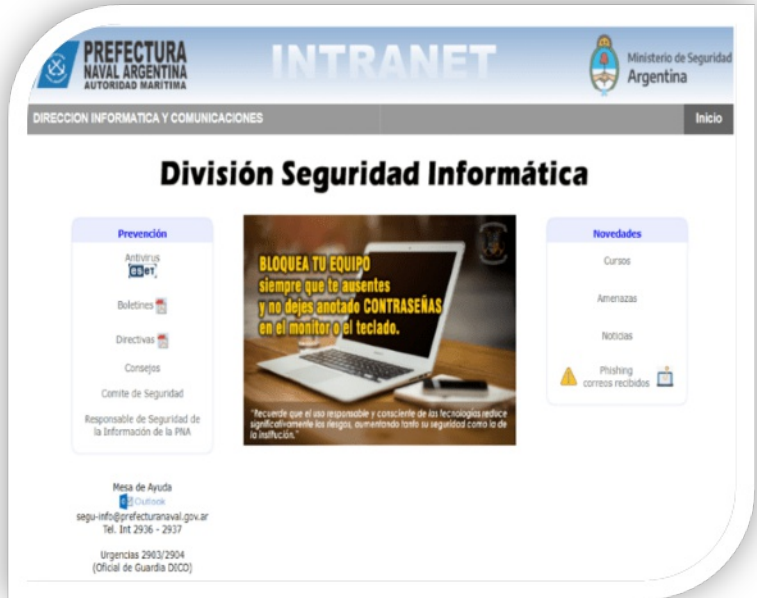 PREFECTURA
NAVAL ARGENTINA
AUTORIDAD MARITIMA
INTRANET
Ministerio de Seguridad
Argentina
DIRECCION INFORMATICA Y COMUNICACIONES
Inicio
División Seguridad Informática
Prevención
Antivirus
eset
Boletines
Directivas
Consejos
Comite de Seguridad
Responsable de Seguridad de
la Información de la PNA
BLOQUEA TU EQUIPO
siempre que te ausentes
y no dejes anotado CONTRASEÑAS
en el monitor o el teclado.
"Recuerde que el uso responsable y consciente de las tecnologías reduce
significativamente los riesgos, aumentando tanto su seguridad como la de
la institución."
Novedades
Cursos
Amenazas
Noticias
Phishing
correos recibidos
Mesa de Ayuda
Outlook
segu-info@prefecturanaval.gov.ar
Tel. Int 2936 - 2937
Urgencias 2903/2904
(Oficial de Guardia DICO)